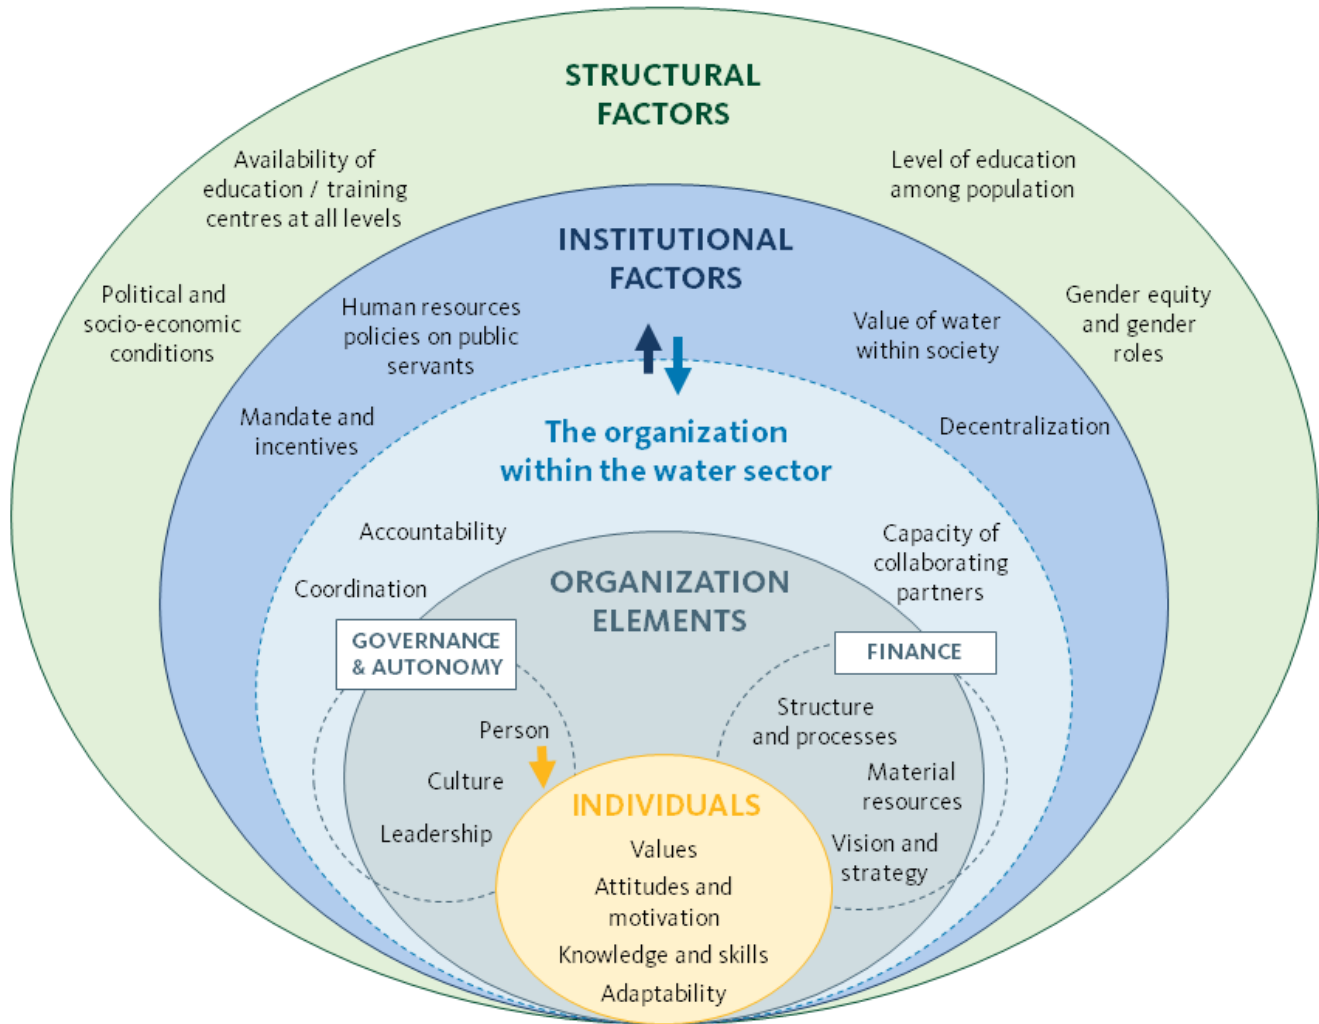 STRUCTURAL
FACTORS
Availability of
education / training
centres at all levels
Level of education
among population
Political and
socio-economic
conditions
Gender equity
and gender
roles
INSTITUTIONAL
FACTORS
Human resources
policies on public
servants
Value of water
within society
Mandate and
incentives
Decentralization
The organization
within the water sector
Accountability
Coordination
Capacity of
collaborating
partners
ORGANIZATION
ELEMENTS
GOVERNANCE
& AUTONOMY
FINANCE
Person
Culture
Leadership
Structure
and processes
Material
resources
Vision and
strategy
INDIVIDUALS
Values
Attitudes and
motivation
Knowledge and skills
Adaptability